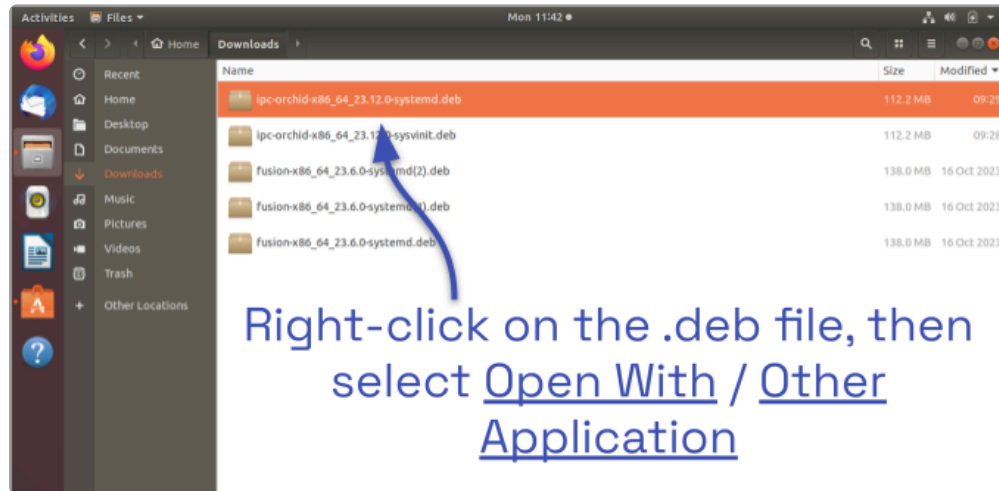 Activities Files Mon 11:42
Home Downloads
Recent
Home
Desktop
Documents
Downloads
Music
Pictures
Videos
Trash
Other Locations
Name Size Modified
ipc-orchid-x86_64_23.12.0-systemd.deb 112.2 MB 09:29
ipc-orchid-x86_64_23.12.0-sysvinit.deb 112.2 MB 09:28
fusion-x86_64_23.6.0-systemd(2).deb 138.0 MB 16 Oct 2023
fusion-x86_64_23.6.0-systemd(1).deb 138.0 MB 16 Oct 2023
fusion-x86_64_23.6.0-systemd.deb 138.0 MB 16 Oct 2023
Right-click on the .deb file, then
select Open With / Other
Application